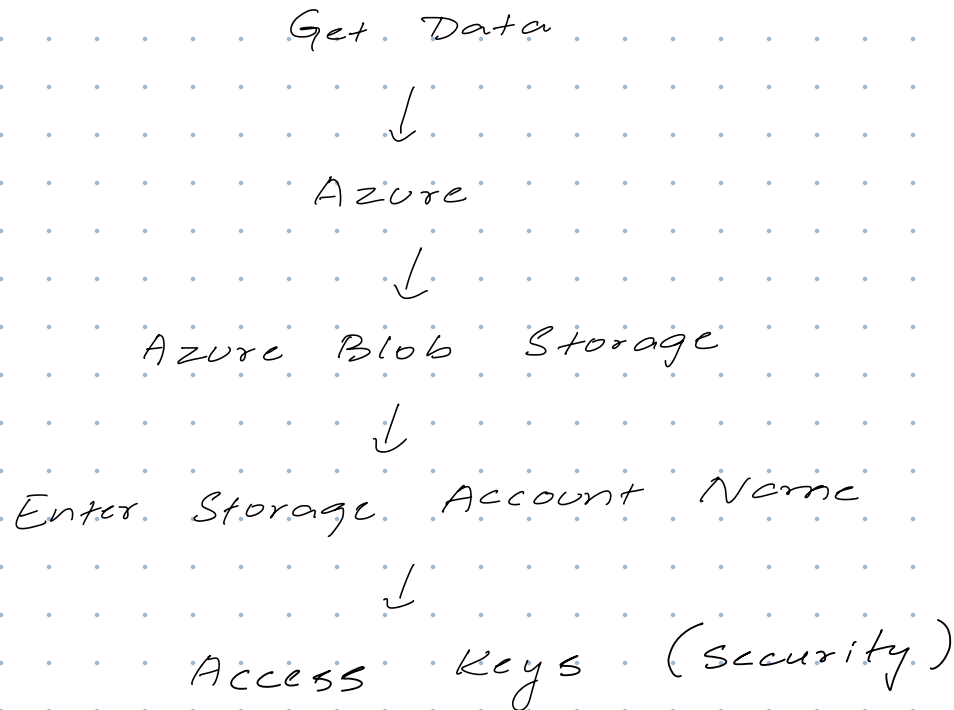 Get Data
↓
Azure
↓
Azure Blob Storage
↓
Enter Storage Account Name
↓
Access Keys (security)